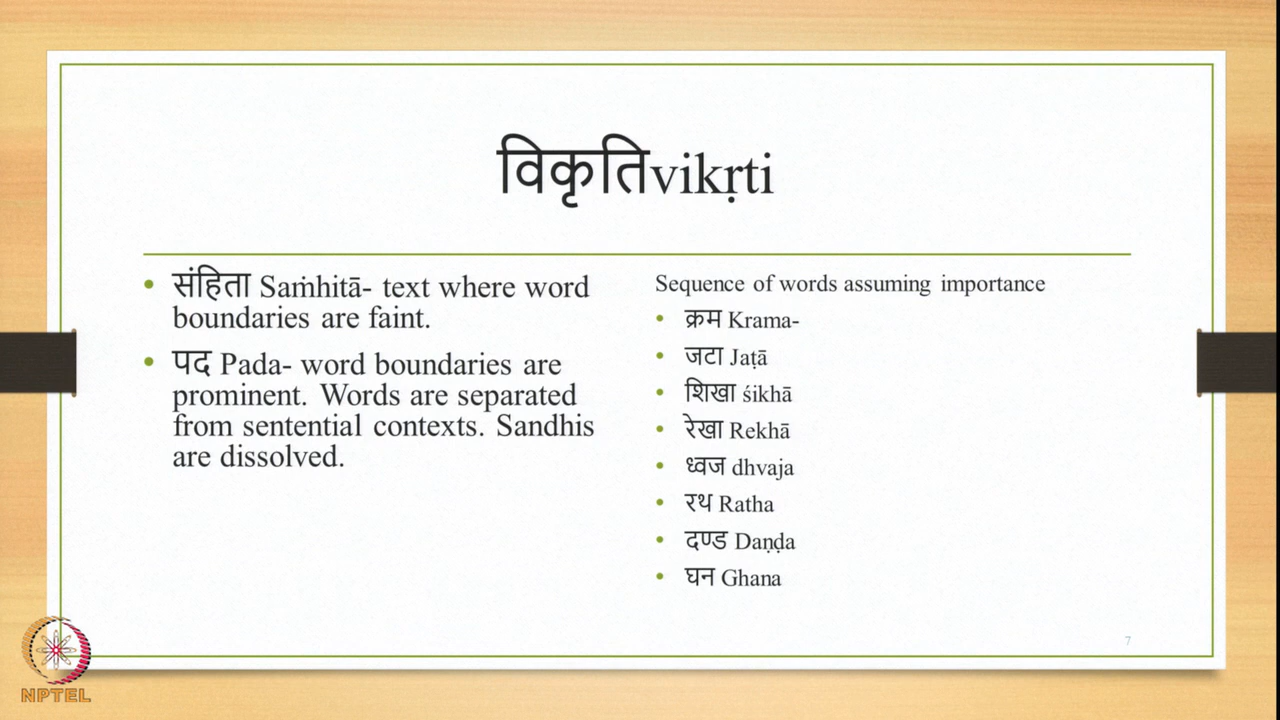 विकृतिvikṛti
• संहिता Saṁhitā- text where word
boundaries are faint.
• पद Pada- word boundaries are
prominent. Words are separated
from sentential contexts. Sandhis
are dissolved.
Sequence of words assuming importance
• क्रम Krama-
• जटा Jaṭā
• शिखा śikhā
• रेखा Rekhā
• ध्वज dhvaja
• रथ Ratha
• दण्ड Daṇḍa
• घन Ghana
7
NPTEL